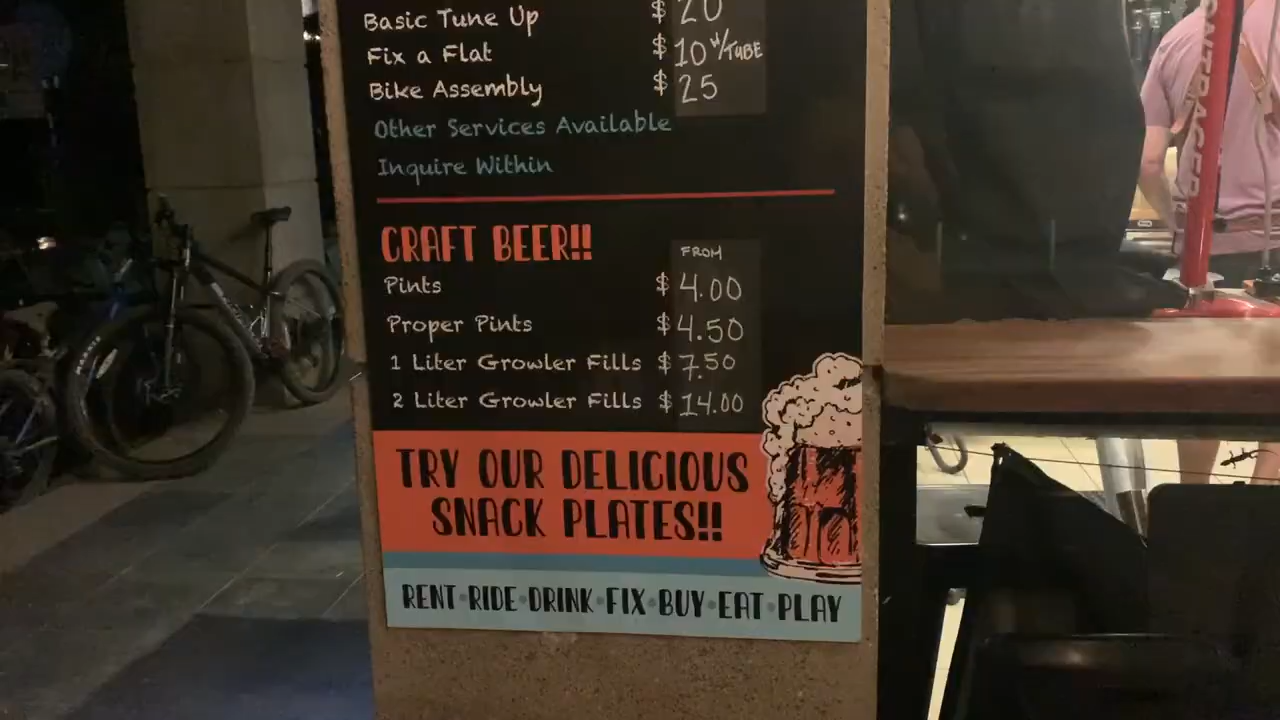 Basic Tune Up $ 20
Fix a Flat $ 10 w/TUBE
Bike Assembly $ 25
Other Services Available
Inquire Within
CRAFT BEER!! FROM
Pints $ 4.00
Proper Pints $ 4.50
1 Liter Growler Fills $ 7.50
2 Liter Growler Fills $ 14.00
TRY OUR DELICIOUS
SNACK PLATES!!
RENT • RIDE • DRINK • FIX • BUY • EAT • PLAY
ONTRAGER